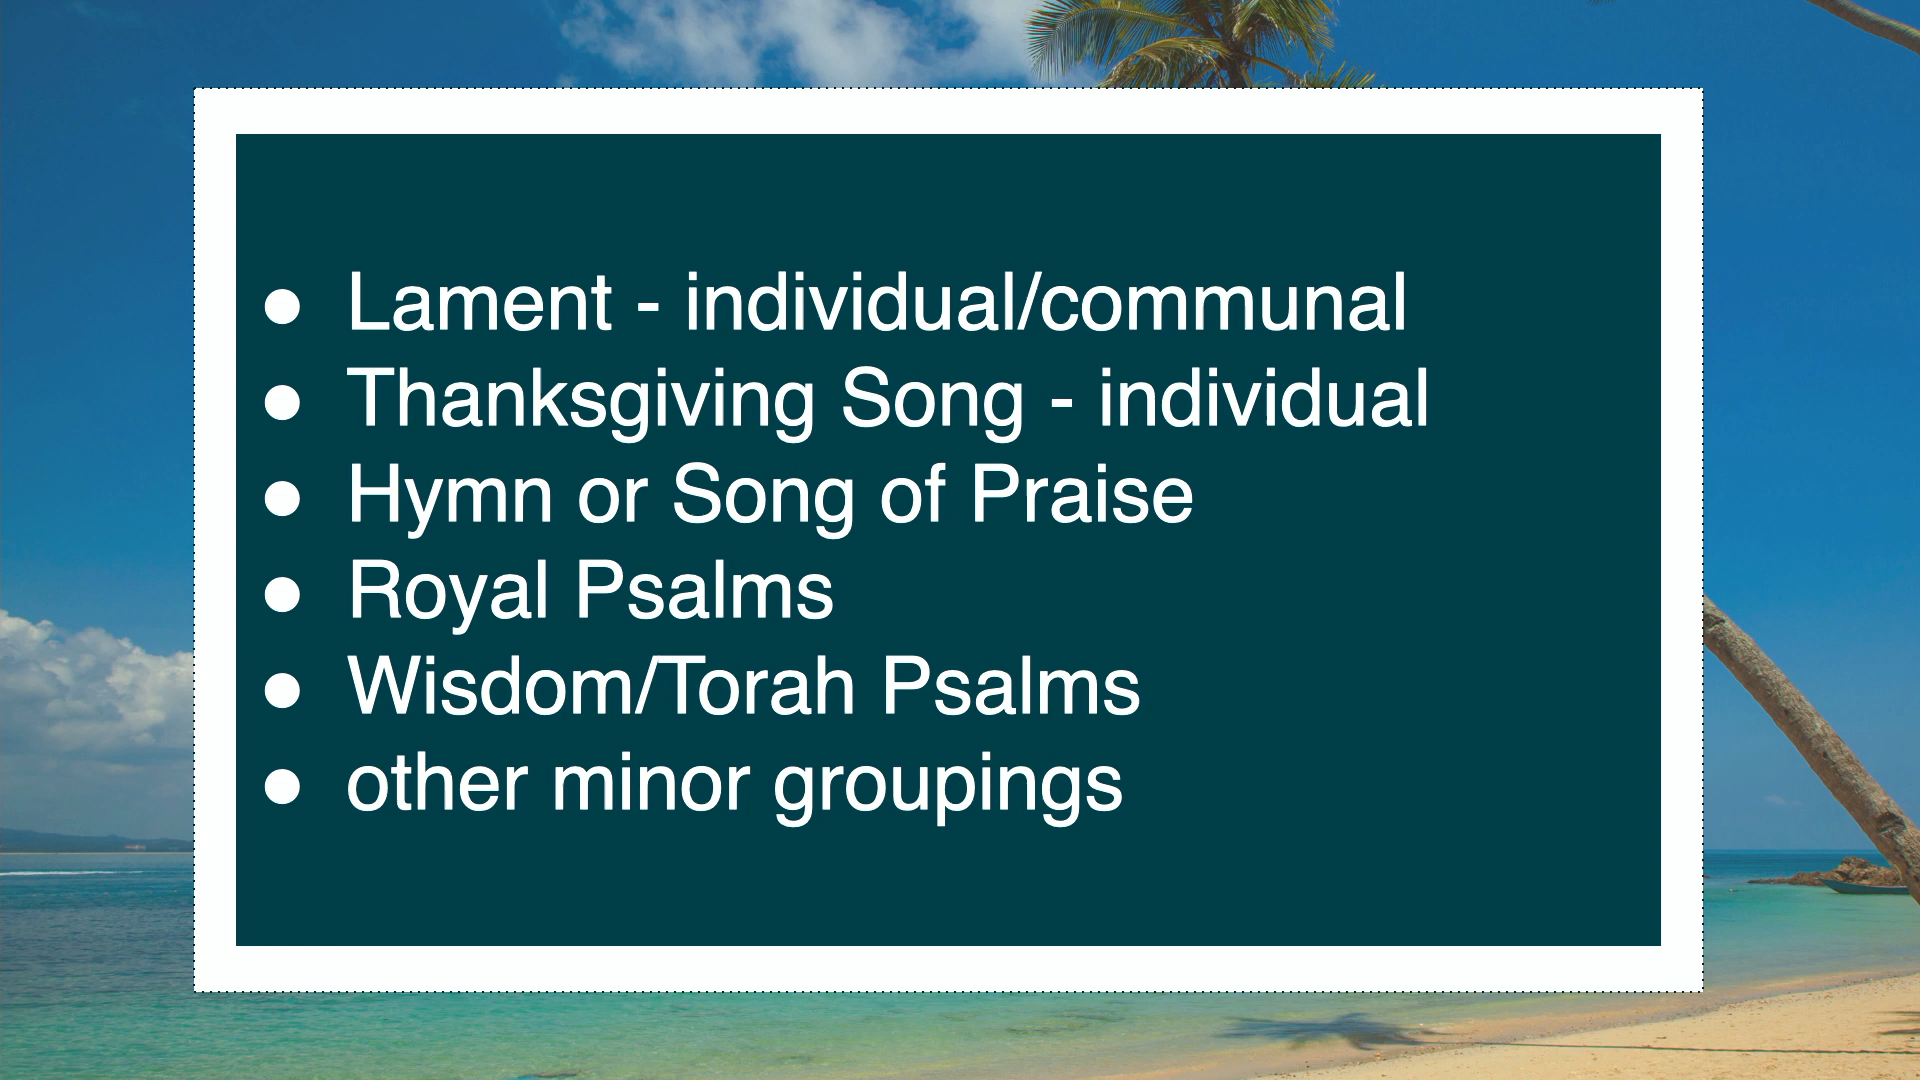 ● Lament - individual/communal
● Thanksgiving Song - individual
● Hymn or Song of Praise
● Royal Psalms
● Wisdom/Torah Psalms
● other minor groupings